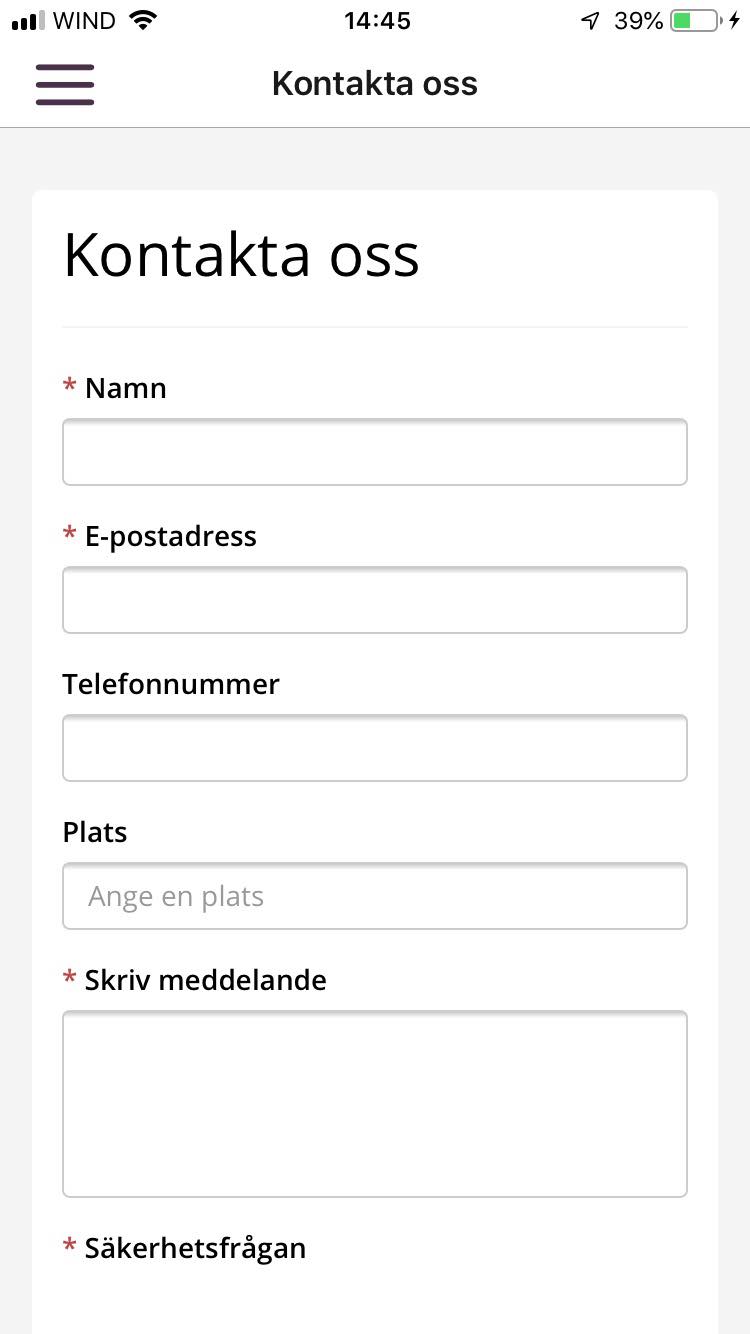 WIND 14:45 39%
Kontakta oss
Kontakta oss
* Namn
* E-postadress
Telefonnummer
Plats
Ange en plats
* Skriv meddelande
* Säkerhetsfrågan